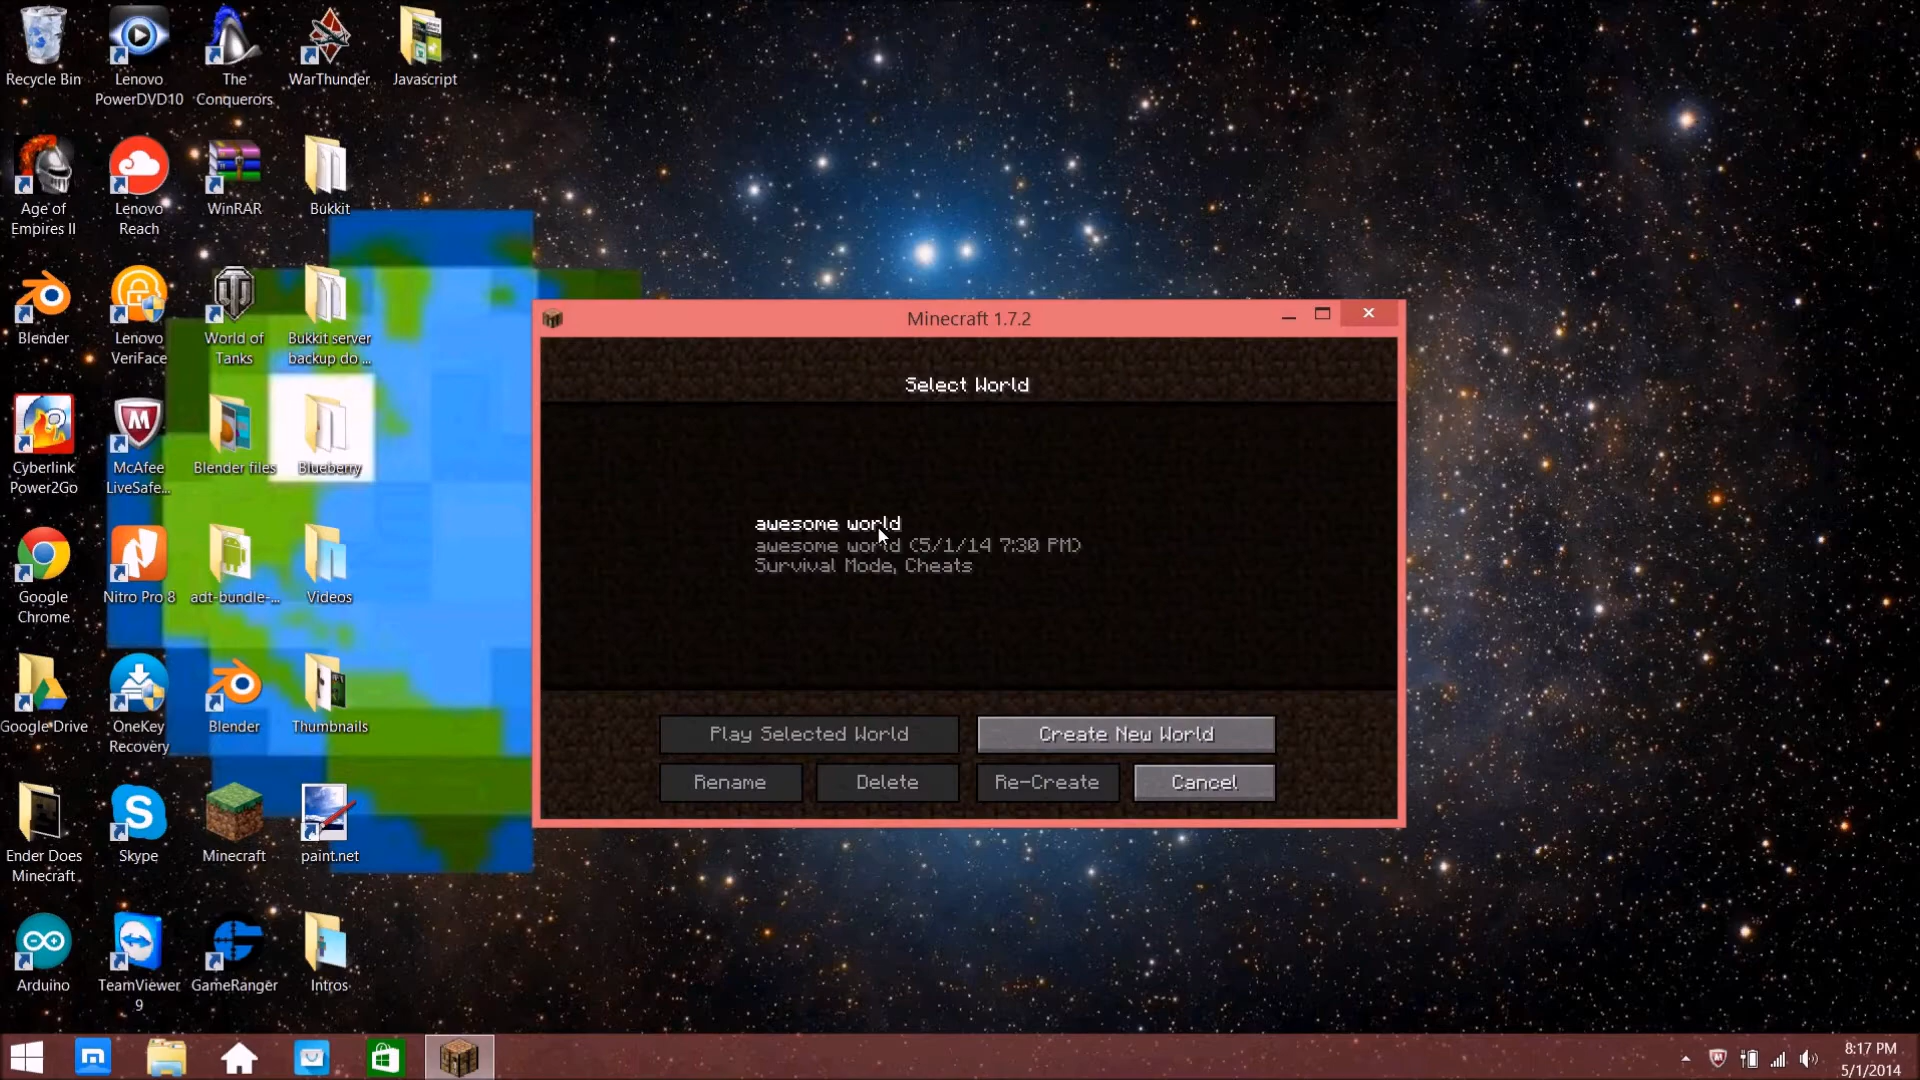 Recycle Bin
Lenovo
PowerDVD10
The
Conquerors
WarThunder
Javascript
Age of
Empires II
Lenovo
Reach
WinRAR
Bukkit
Blender
Lenovo
VeriFace
World of
Tanks
Bukkit server
backup do ...
Cyberlink
Power2Go
McAfee
LiveSafe...
Blender files
Blueberry
Google
Chrome
Nitro Pro 8
adt-bundle-...
Videos
Google Drive
OneKey
Recovery
Blender
Thumbnails
Ender Does
Minecraft
Skype
Minecraft
paint.net
Arduino
TeamViewer
9
GameRanger
Intros
Minecraft 1.7.2
Select World
awesome world
awesome world (5/1/14 7:30 PM)
Survival Mode, Cheats
Play Selected World
Create New World
Rename
Delete
Re-Create
Cancel
8:17 PM
5/1/2014